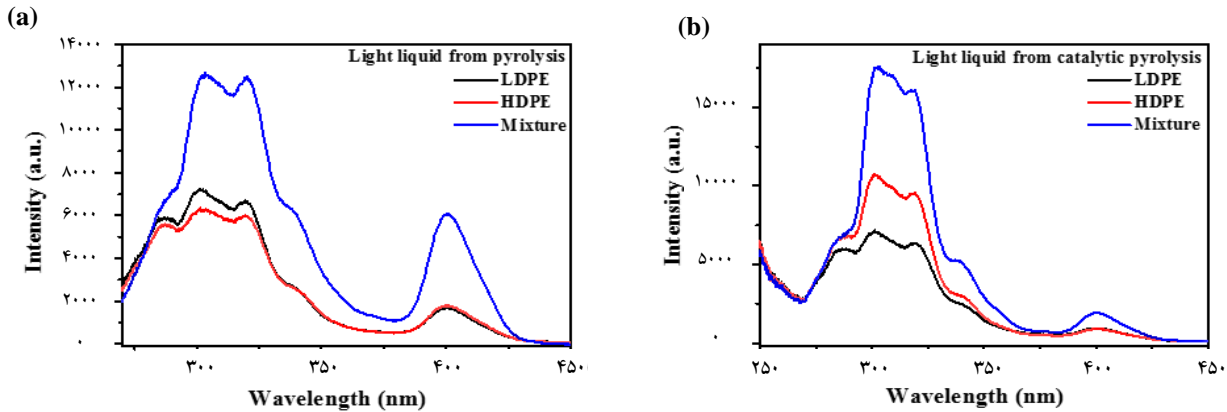 (a)
۱۴۰۰۰
۱۲۰۰۰
۱۰۰۰۰
۸۰۰۰
۶۰۰۰
۴۰۰۰
۲۰۰۰
۰
Intensity (a.u.)
Light liquid from pyrolysis
LDPE
HDPE
Mixture
۳۰۰ ۳۵۰ ۴۰۰ ۴۵۰
Wavelength (nm)
(b)
۱۵۰۰۰
۱۰۰۰۰
۵۰۰۰
۰
Intensity (a.u.)
Light liquid from catalytic pyrolysis
LDPE
HDPE
Mixture
۲۵۰ ۳۰۰ ۳۵۰ ۴۰۰ ۴۵۰
Wavelength (nm)